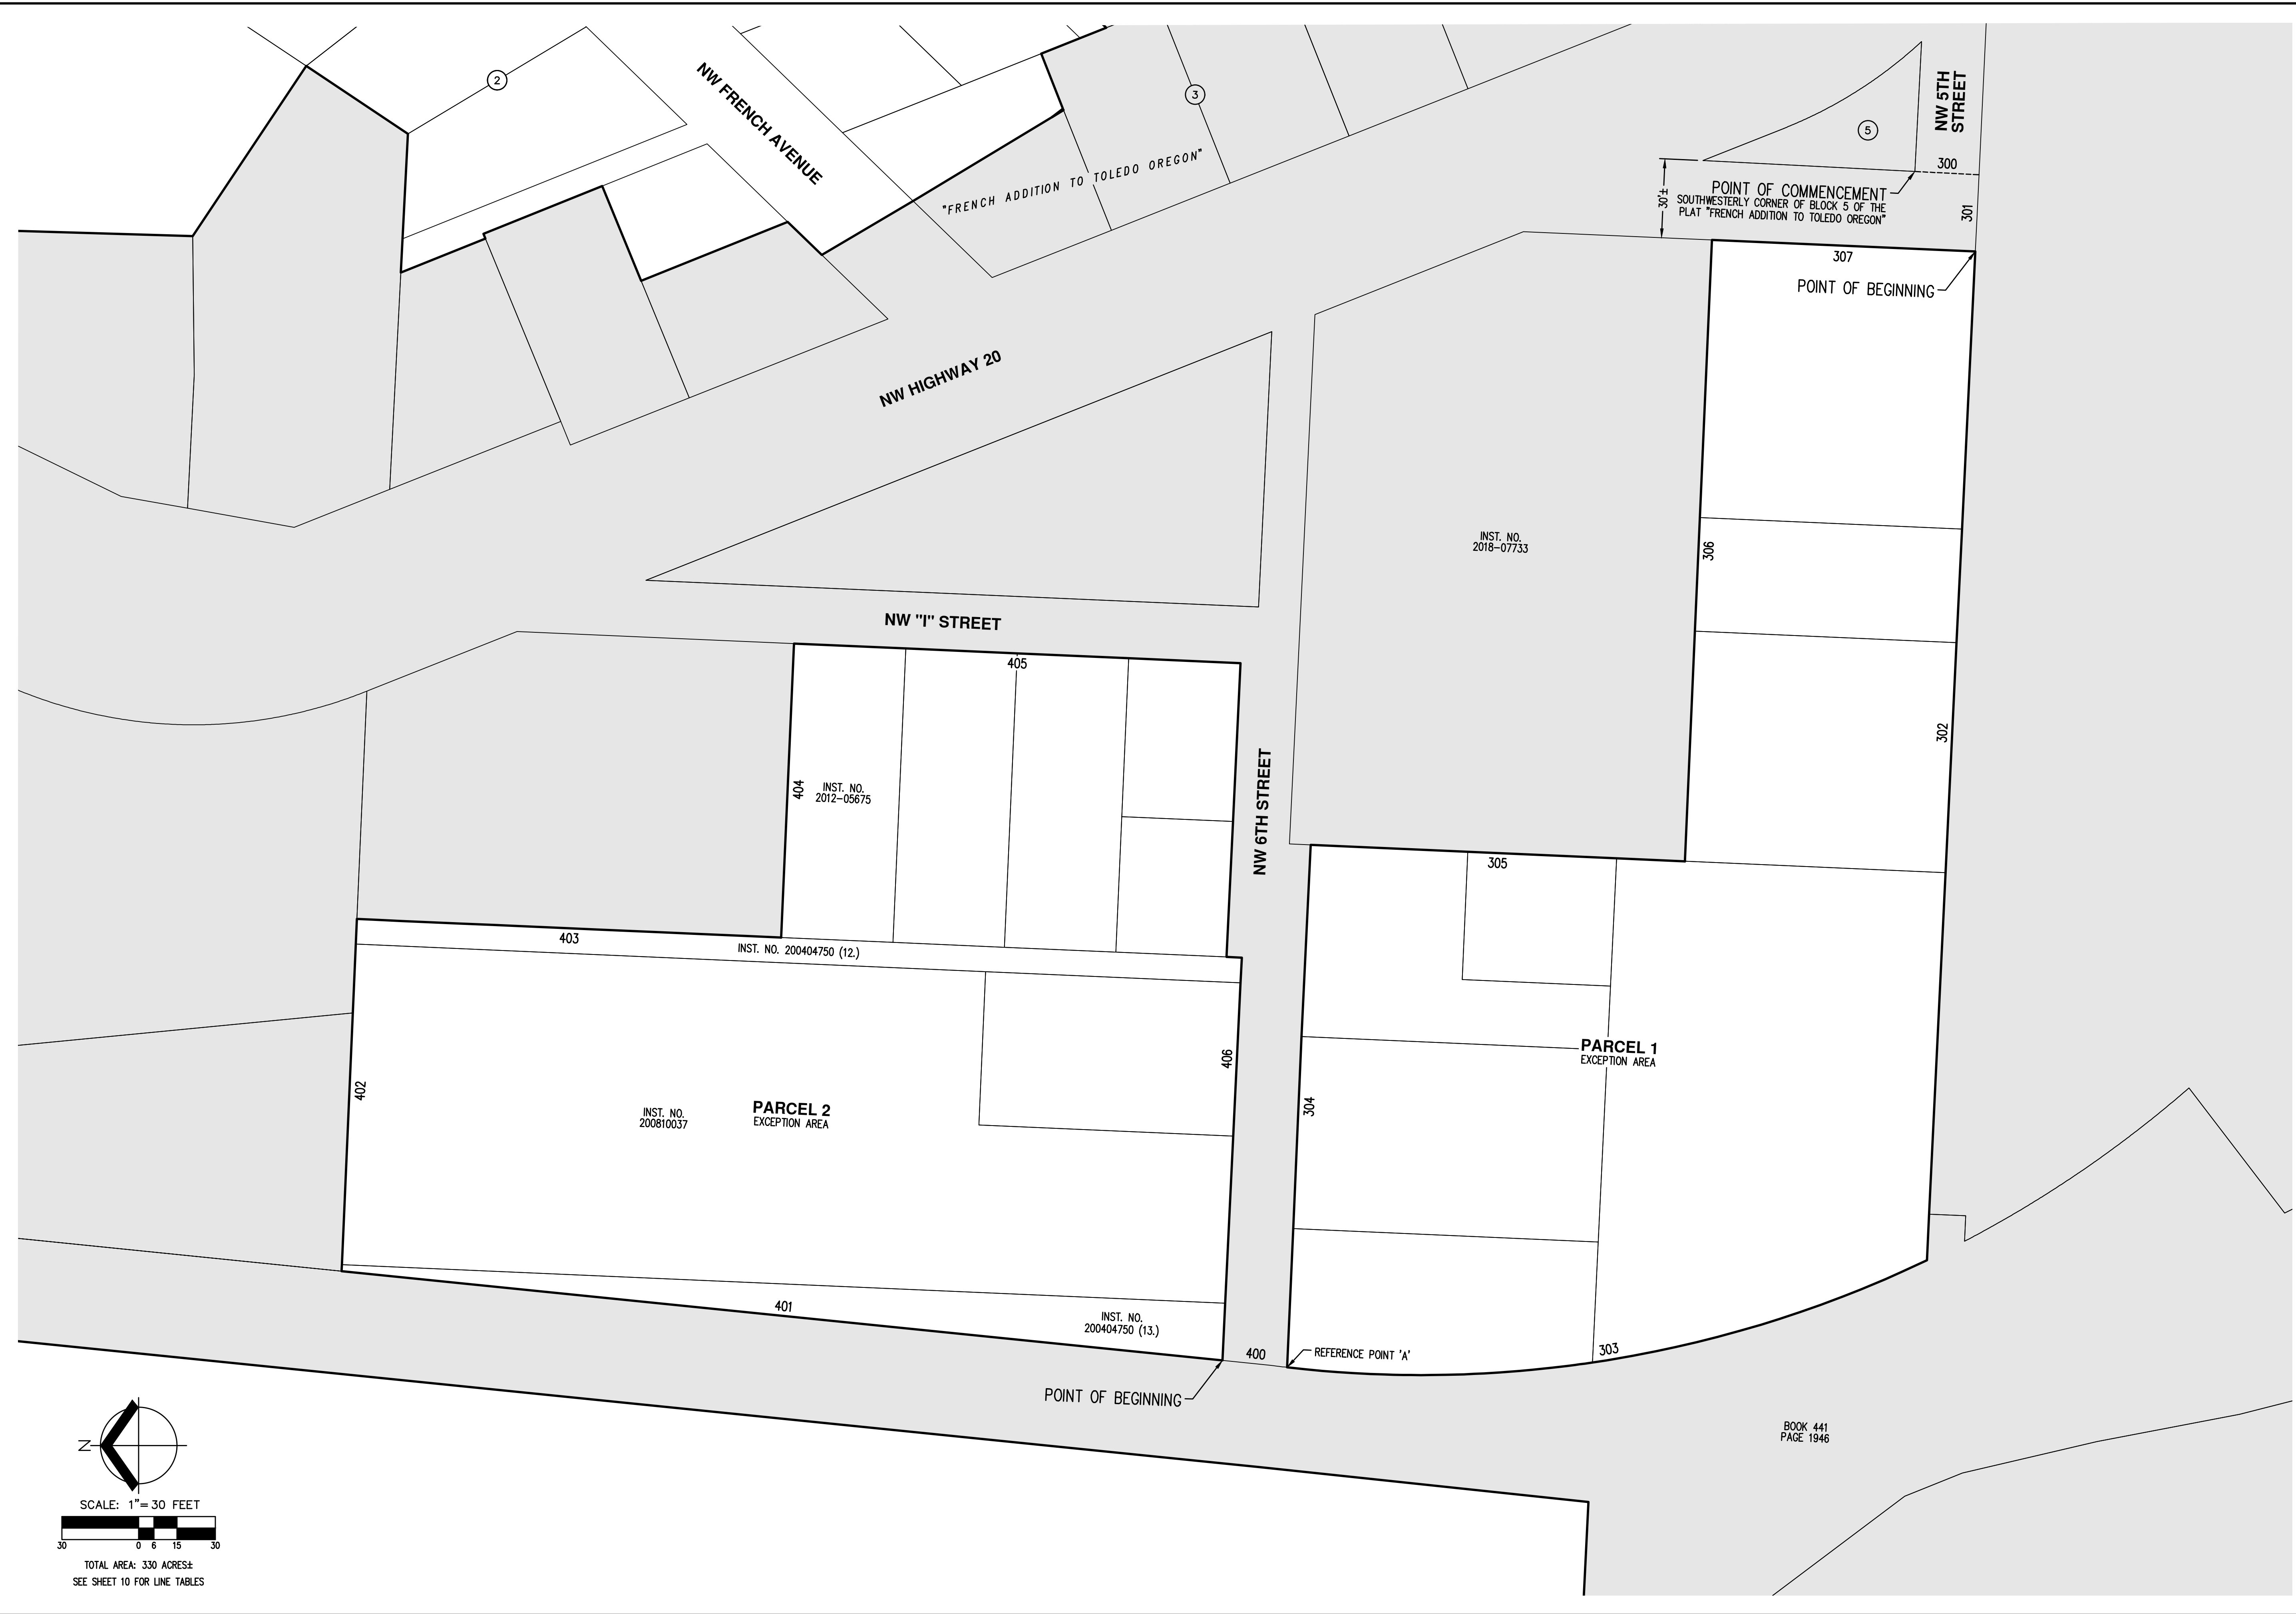 2
NW FRENCH AVENUE
3
"FRENCH ADDITION TO TOLEDO OREGON"
NW 5TH
STREET
5
300
30'±
POINT OF COMMENCEMENT
SOUTHWESTERLY CORNER OF BLOCK 5 OF THE
PLAT "FRENCH ADDITION TO TOLEDO OREGON"
301
307
POINT OF BEGINNING
NW HIGHWAY 20
INST. NO.
2018-07733
306
NW "I" STREET
405
302
404
INST. NO.
2012-05675
NW 6TH STREET
305
403
INST. NO. 200404750 (12.)
PARCEL 1
EXCEPTION AREA
406
402
304
INST. NO.
200810037
PARCEL 2
EXCEPTION AREA
401
INST. NO.
200404750 (13.)
400
REFERENCE POINT 'A'
303
POINT OF BEGINNING
BOOK 441
PAGE 1946
N
SCALE: 1"= 30 FEET
30 0 6 15 30
TOTAL AREA: 330 ACRES±
SEE SHEET 10 FOR LINE TABLES